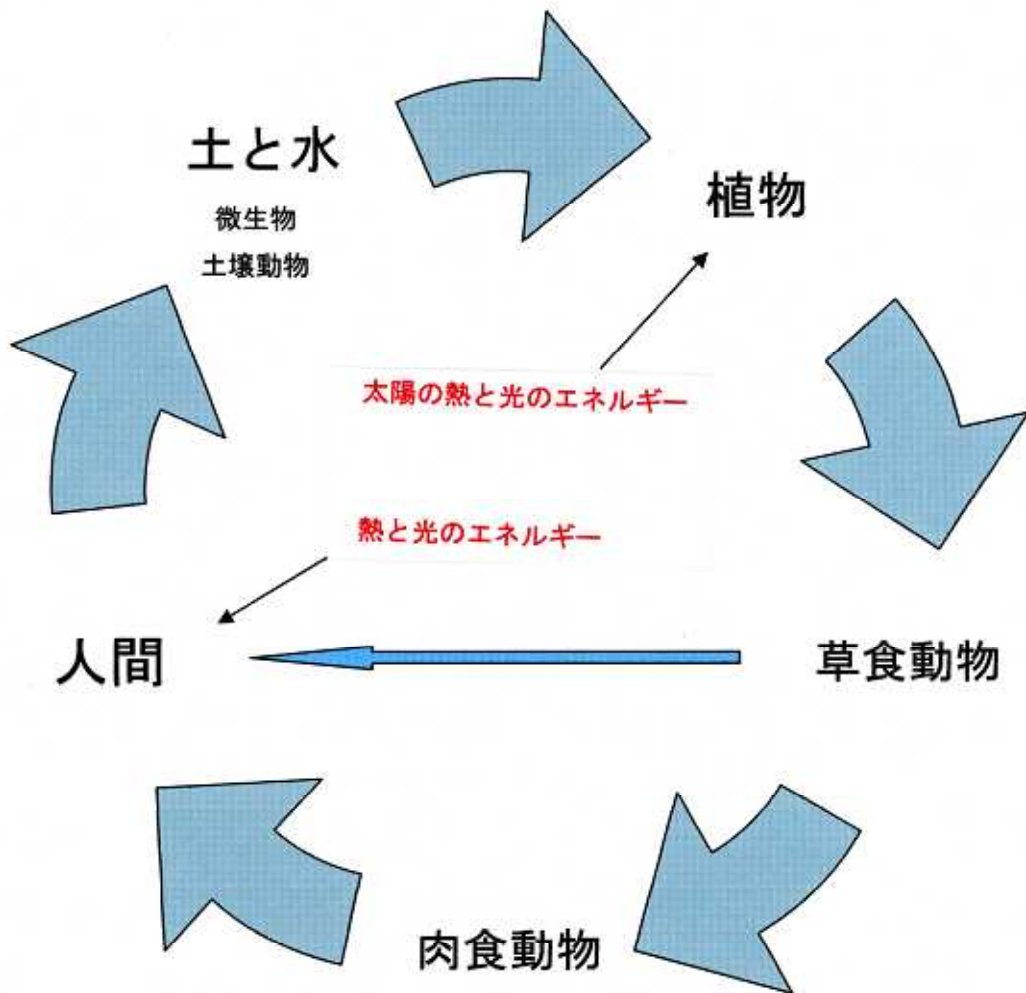 土と水
微生物
土壌動物
植物
太陽の熱と光のエネルギー
熱と光のエネルギー
人間
草食動物
肉食動物